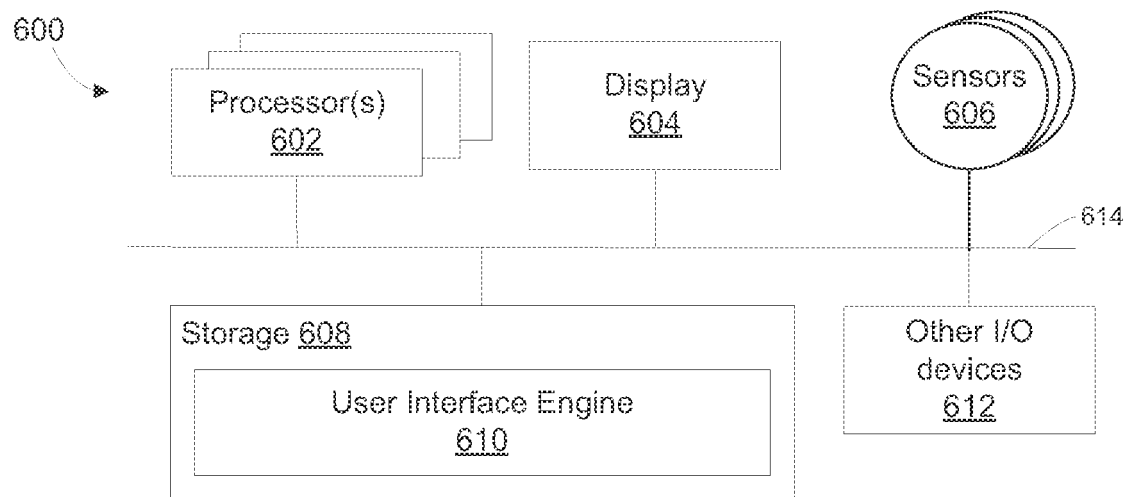 600
Processor(s)
602
Display
604
Sensors
606
614
Storage 608
User Interface Engine
610
Other I/O
devices
612